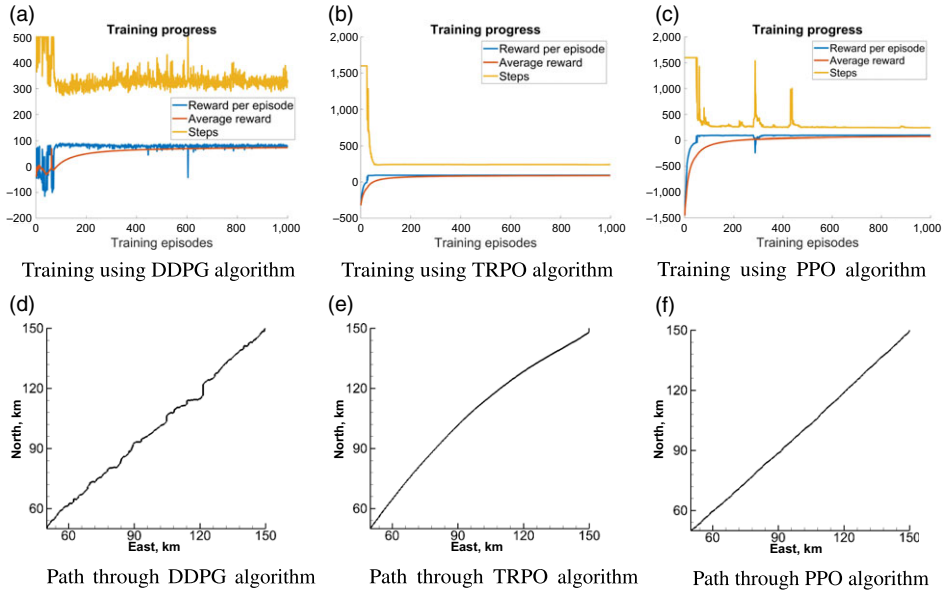 (a)
Training progress
500
400
300
200
100
0
−100
−200
Reward per episode
Average reward
Steps
0 200 400 600 800 1,000
Training episodes
Training using DDPG algorithm
(b)
Training progress
2,000
1,500
1,000
500
0
−500
Reward per episode
Average reward
Steps
0 200 400 600 800 1,000
Training episodes
Training using TRPO algorithm
(c)
Training progress
2,000
1,500
1,000
500
0
−500
−1,000
−1,500
Reward per episode
Average reward
Steps
0 200 400 600 800 1,000
Training episodes
Training using PPO algorithm
(d)
150
120
90
60
North, km
60 90 120 150
East, km
Path through DDPG algorithm
(e)
150
120
90
60
North, km
60 90 120 150
East, km
Path through TRPO algorithm
(f)
150
120
90
60
North, km
60 90 120 150
East, km
Path through PPO algorithm